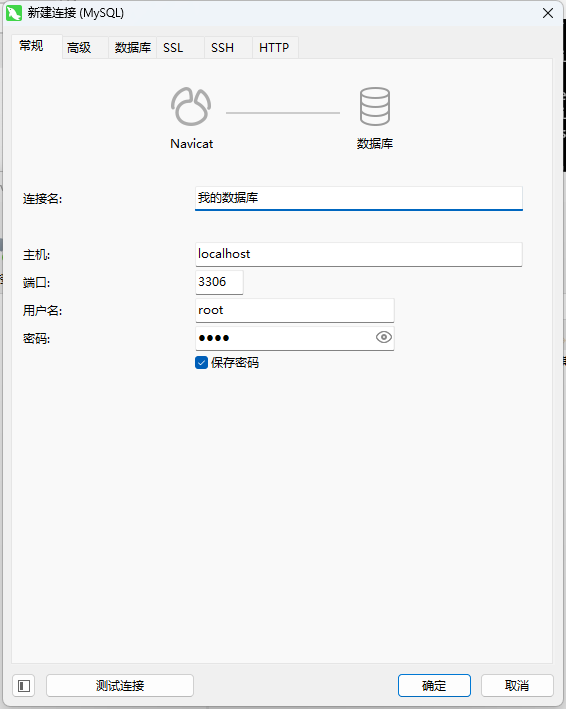 新建连接 (MySQL)
常规 高级 数据库 SSL SSH HTTP
Navicat 数据库
连接名: 我的数据库
主机: localhost
端口: 3306
用户名: root
密码: ●●●●
保存密码
测试连接 确定 取消